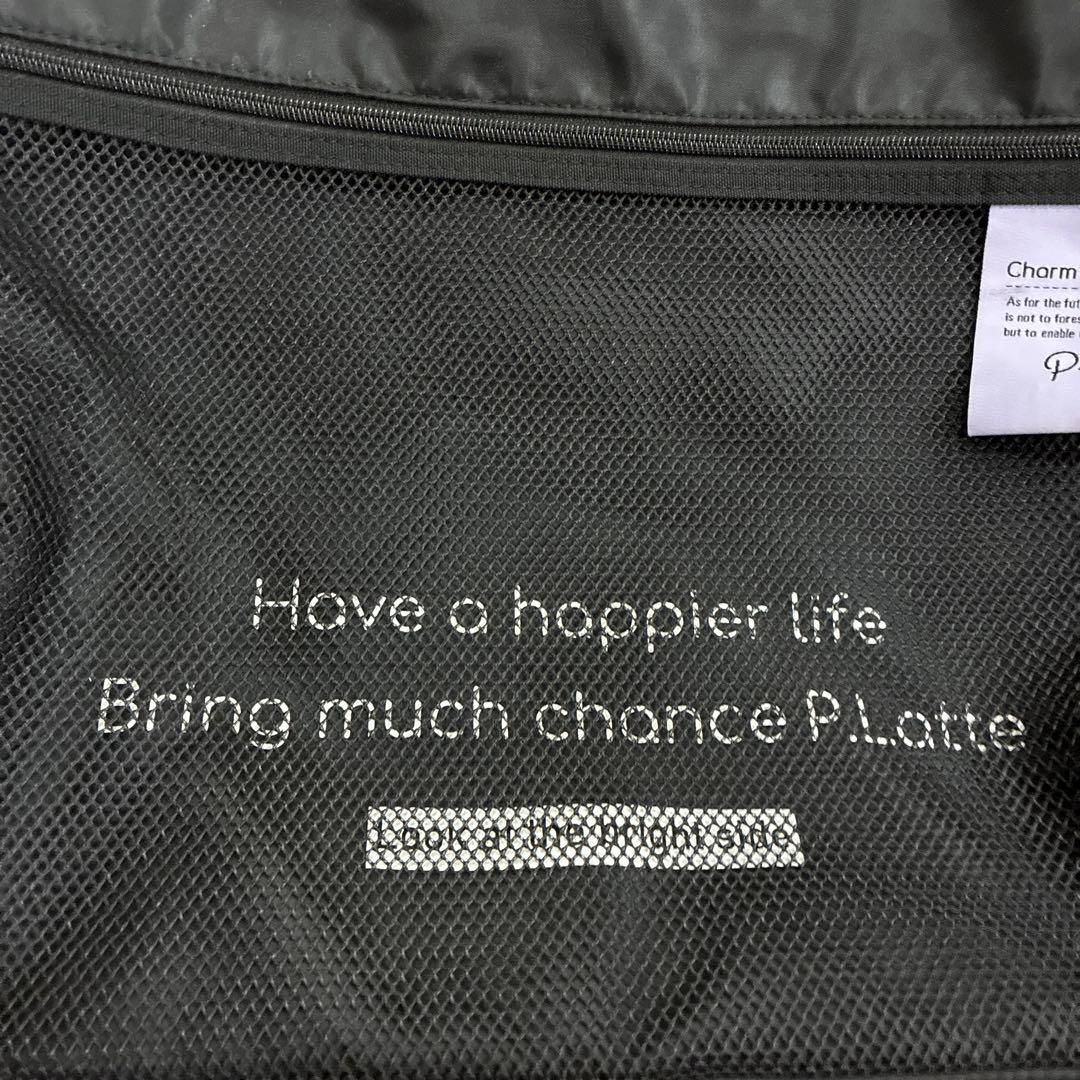 Charm
As for the fut
is not to fores
but to enable
P.
Have a happier life
Bring much chance P.Latte
Look at the bright side